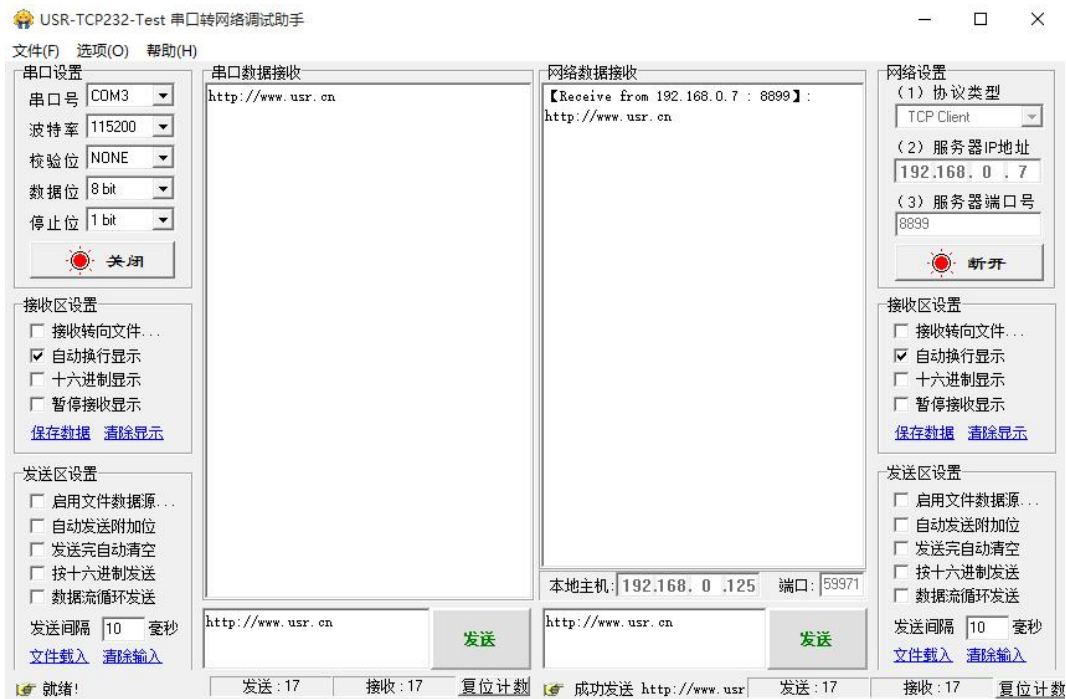 USR-TCP232-Test 串口转网络调试助手
文件(F) 选项(O) 帮助(H)
串口设置
串口号 COM3
波特率 115200
校验位 NONE
数据位 8 bit
停止位 1 bit
关闭
接收区设置
接收转向文件...
自动换行显示
十六进制显示
暂停接收显示
保存数据 清除显示
发送区设置
启用文件数据源...
自动发送附加位
发送完自动清空
按十六进制发送
数据流循环发送
发送间隔 10 毫秒
文件载入 清除输入
串口数据接收
http://www.usr.cn
http://www.usr.cn
发送
网络数据接收
【Receive from 192.168.0.7 : 8899】:
http://www.usr.cn
本地主机: 192.168. 0 .125 端口: 59971
http://www.usr.cn
发送
网络设置
(1) 协议类型
TCP Client
(2) 服务器IP地址
192.168. 0 . 7
(3) 服务器端口号
8899
断开
接收区设置
接收转向文件...
自动换行显示
十六进制显示
暂停接收显示
保存数据 清除显示
发送区设置
启用文件数据源...
自动发送附加位
发送完自动清空
按十六进制发送
数据流循环发送
发送间隔 10 毫秒
文件载入 清除输入
就绪! 发送:17 接收:17 复位计数
成功发送 http://www.usr 发送:17 接收:17 复位计数